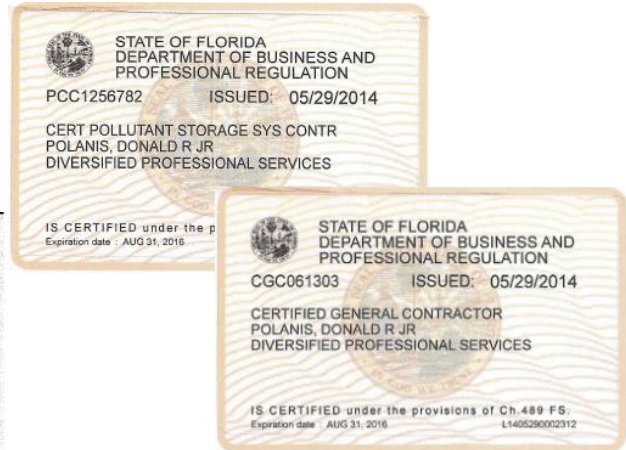 STATE OF FLORIDA
DEPARTMENT OF BUSINESS AND
PROFESSIONAL REGULATION
PCC1256782 ISSUED: 05/29/2014
CERT POLLUTANT STORAGE SYS CONTR
POLANIS, DONALD R JR
DIVERSIFIED PROFESSIONAL SERVICES
IS CERTIFIED under the p
Expiration date : AUG 31, 2016
STATE OF FLORIDA
DEPARTMENT OF BUSINESS AND
PROFESSIONAL REGULATION
CGC061303 ISSUED: 05/29/2014
CERTIFIED GENERAL CONTRACTOR
POLANIS, DONALD R JR
DIVERSIFIED PROFESSIONAL SERVICES
IS CERTIFIED under the provisions of Ch.489 FS.
Expiration date : AUG 31, 2016 L1405290002312